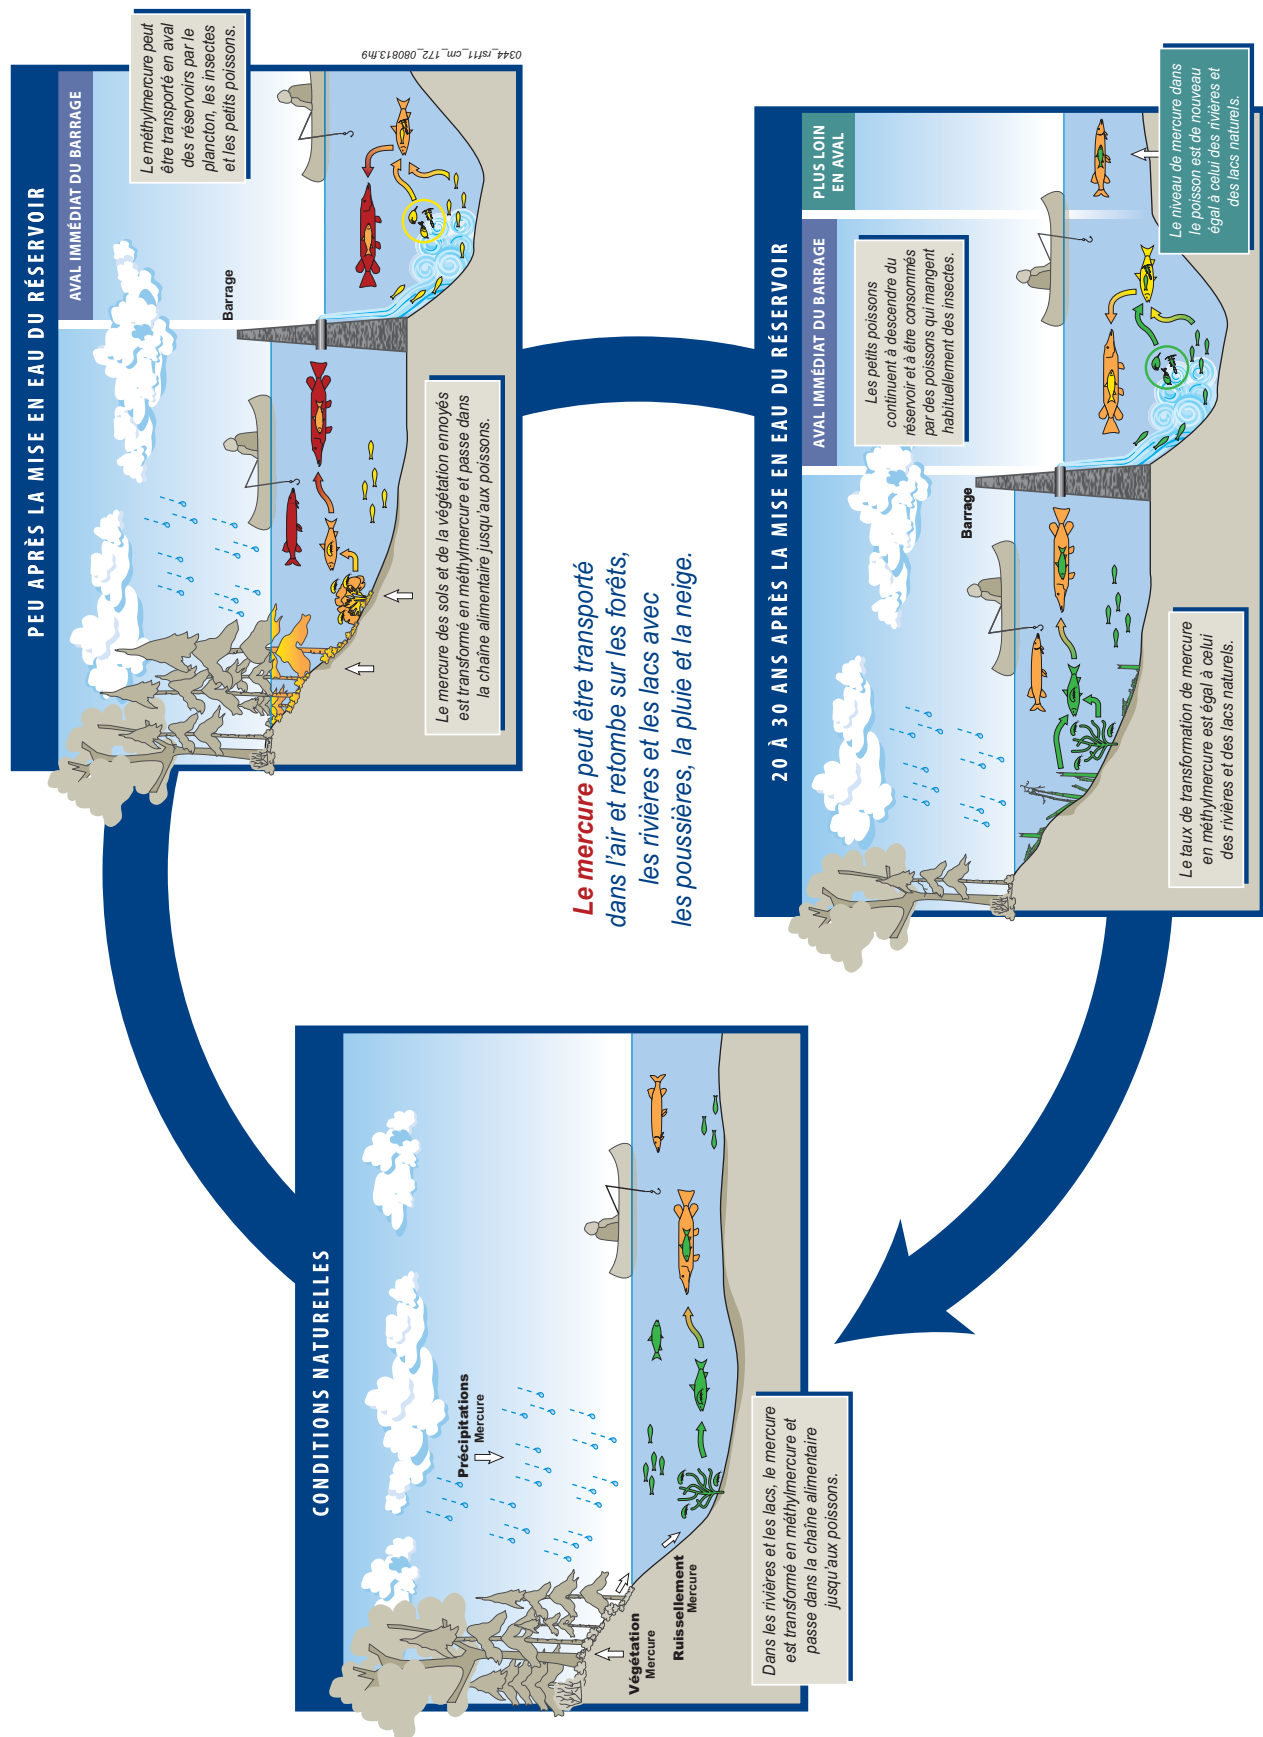 CONDITIONS NATURELLES
Précipitations
Mercure
Végétation
Mercure
Ruissellement
Mercure
Dans les rivières et les lacs, le mercure
est transformé en méthylmercure et
passe dans la chaîne alimentaire
jusqu'aux poissons.
PEU APRÈS LA MISE EN EAU DU RÉSERVOIR
AVAL IMMÉDIAT DU BARRAGE
Barrage
Le méthylmercure peut
être transporté en aval
des réservoirs par le
plancton, les insectes
et les petits poissons.
Le mercure des sols et de la végétation ennoyés
est transformé en méthylmercure et passe dans
la chaîne alimentaire jusqu'aux poissons.
0344_rsf11_cm_172_080813.fh9
Le mercure peut être transporté
dans l'air et retombe sur les forêts,
les rivières et les lacs avec
les poussières, la pluie et la neige.
20 À 30 ANS APRÈS LA MISE EN EAU DU RÉSERVOIR
AVAL IMMÉDIAT DU BARRAGE
PLUS LOIN
EN AVAL
Les petits poissons
continuent à descendre du
réservoir et à être consommés
par des poissons qui mangent
habituellement des insectes.
Barrage
Le taux de transformation de mercure
en méthylmercure est égal à celui
des rivières et des lacs naturels.
Le niveau de mercure dans
le poisson est de nouveau
égal à celui des rivières et
des lacs naturels.